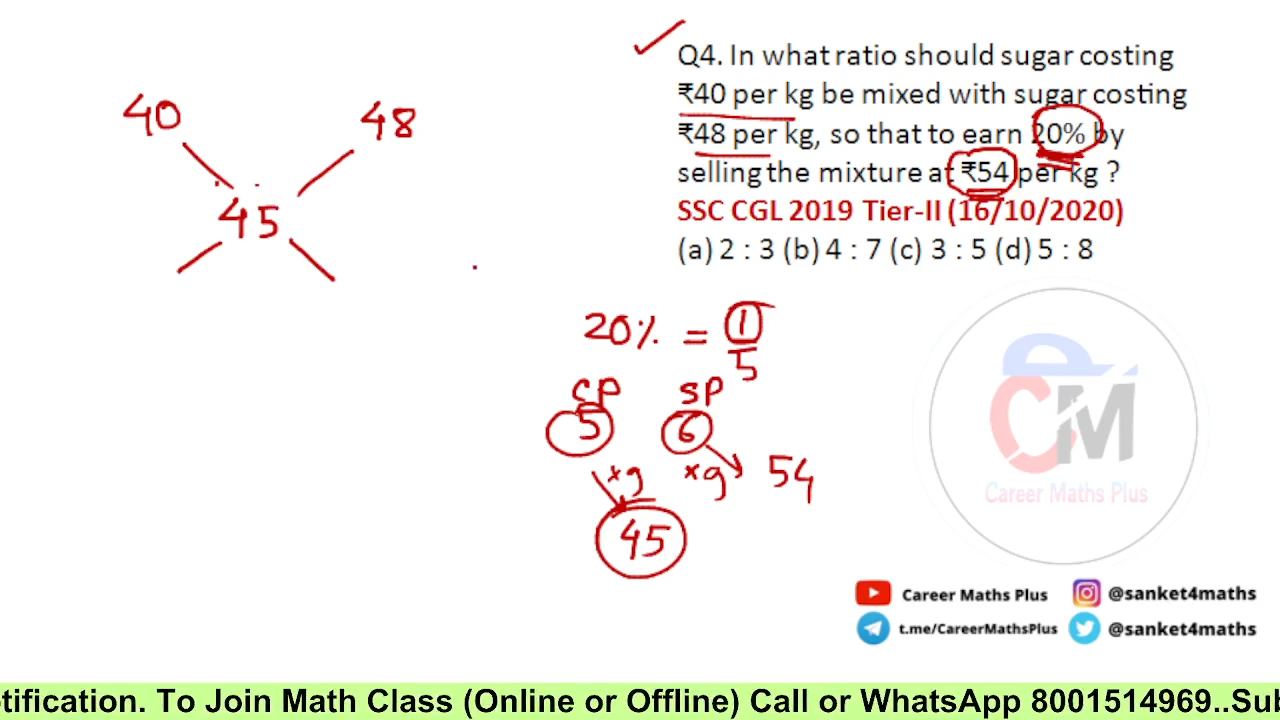 Q4. In what ratio should sugar costing
₹40 per kg be mixed with sugar costing
₹48 per kg, so that to earn 20% by
selling the mixture at ₹54 per kg ?
SSC CGL 2019 Tier-II (16/10/2020)
(a) 2 : 3 (b) 4 : 7 (c) 3 : 5 (d) 5 : 8
40 48
45
20% = 1/5
CP SP
5 6
×9 ×9 54
45
eCM
Career Maths Plus
Career Maths Plus @sanket4maths
t.me/CareerMathsPlus @sanket4maths
otification. To Join Math Class (Online or Offline) Call or WhatsApp 8001514969..Sub